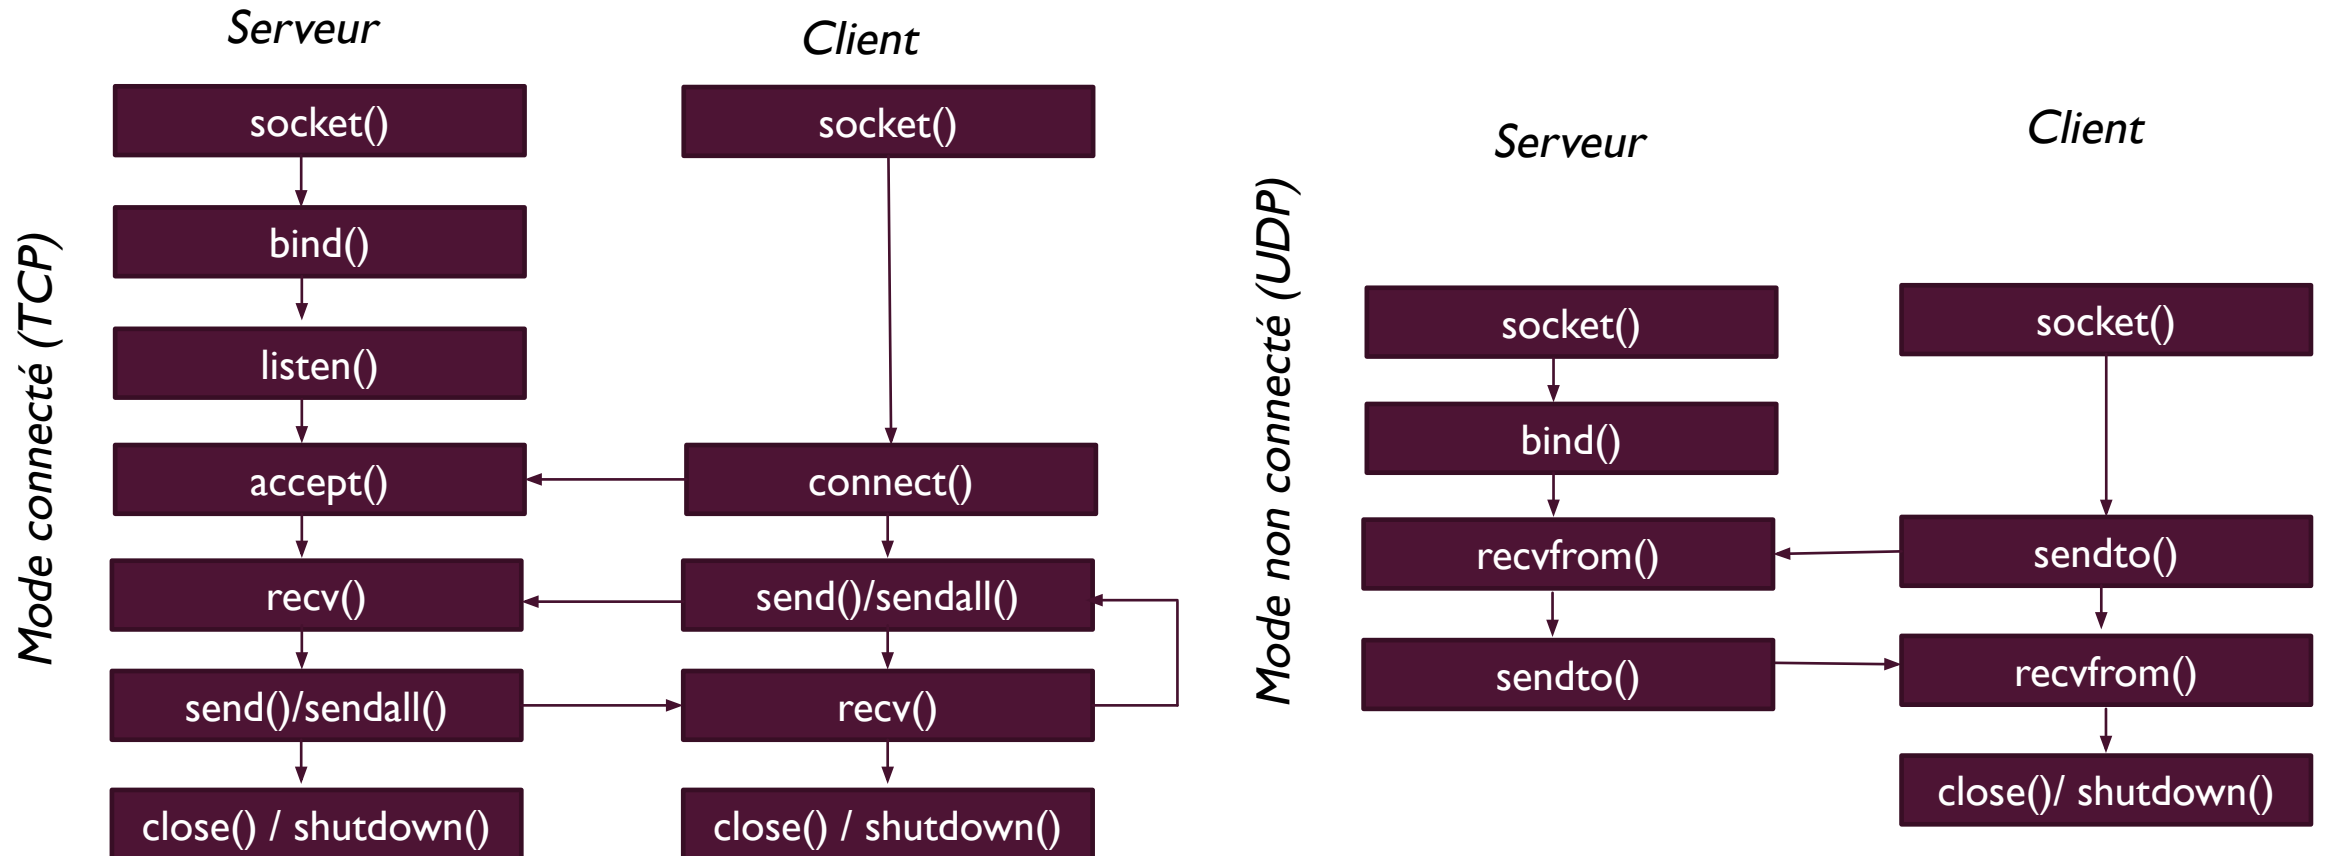 Serveur
Client
Mode connecté (TCP)
socket()
socket()
bind()
listen()
accept()
connect()
recv()
send()/sendall()
send()/sendall()
recv()
close() / shutdown()
close() / shutdown()
Serveur
Client
Mode non connecté (UDP)
socket()
socket()
bind()
recvfrom()
sendto()
sendto()
recvfrom()
close()/ shutdown()